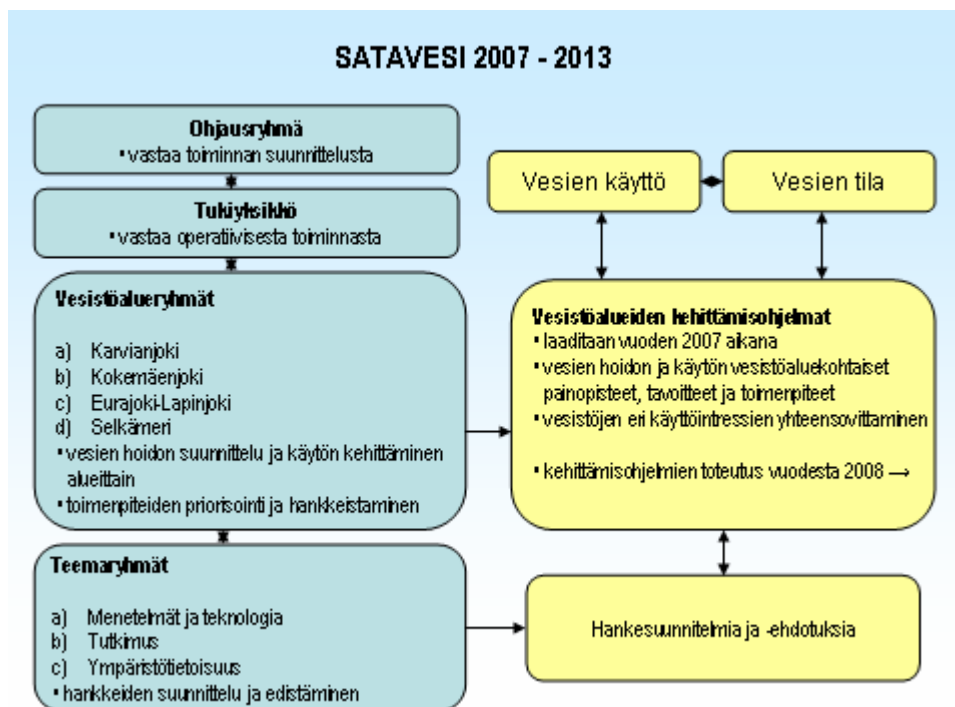 SATAVESI 2007 - 2013
Ohjausryhmä
▪ vastaa toiminnan suunnittelusta
Tukiyksikkö
▪ vastaa operatiivisesta toiminnasta
Vesistöalueryhmät
a) Karvianjoki
b) Kokemäenjoki
c) Eurajoki-Lapinjoki
d) Selkämeri
▪ vesien hoidon suunnittelu ja käytön kehittäminen
alueittain
▪ toimenpiteiden priorisointi ja hankkeistaminen
Teemaryhmät
a) Menetelmät ja teknologia
b) Tutkimus
c) Ympäristötietoisuus
▪ hankkeiden suunnittelu ja edistäminen
Vesien käyttö
Vesien tila
Vesistöalueiden kehittämisohjelmat
▪ laaditaan vuoden 2007 aikana
▪ vesien hoidon ja käytön vesistöaluekohtaiset
painopisteet, tavoitteet ja toimenpiteet
▪ vesistöjen eri käyttöintressien yhteensovittaminen
▪ kehittämisohjelmien toteutus vuodesta 2008 →
Hankesuunnitelmia ja -ehdotuksia